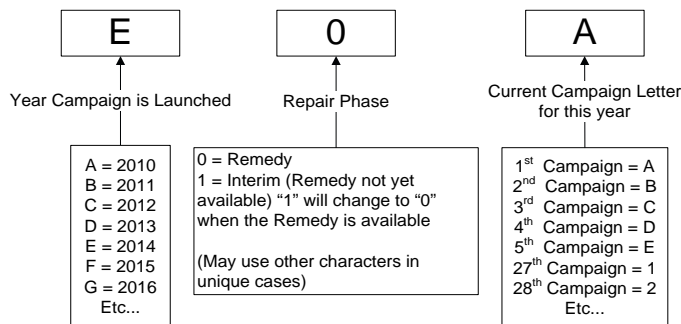 E
0
A
Year Campaign is Launched
Repair Phase
Current Campaign Letter
for this year
A = 2010
B = 2011
C = 2012
D = 2013
E = 2014
F = 2015
G = 2016
Etc...
0 = Remedy
1 = Interim (Remedy not yet
available) “1” will change to “0”
when the Remedy is available
(May use other characters in
unique cases)
1st Campaign = A
2nd Campaign = B
3rd Campaign = C
4th Campaign = D
5th Campaign = E
27th Campaign = 1
28th Campaign = 2
Etc...